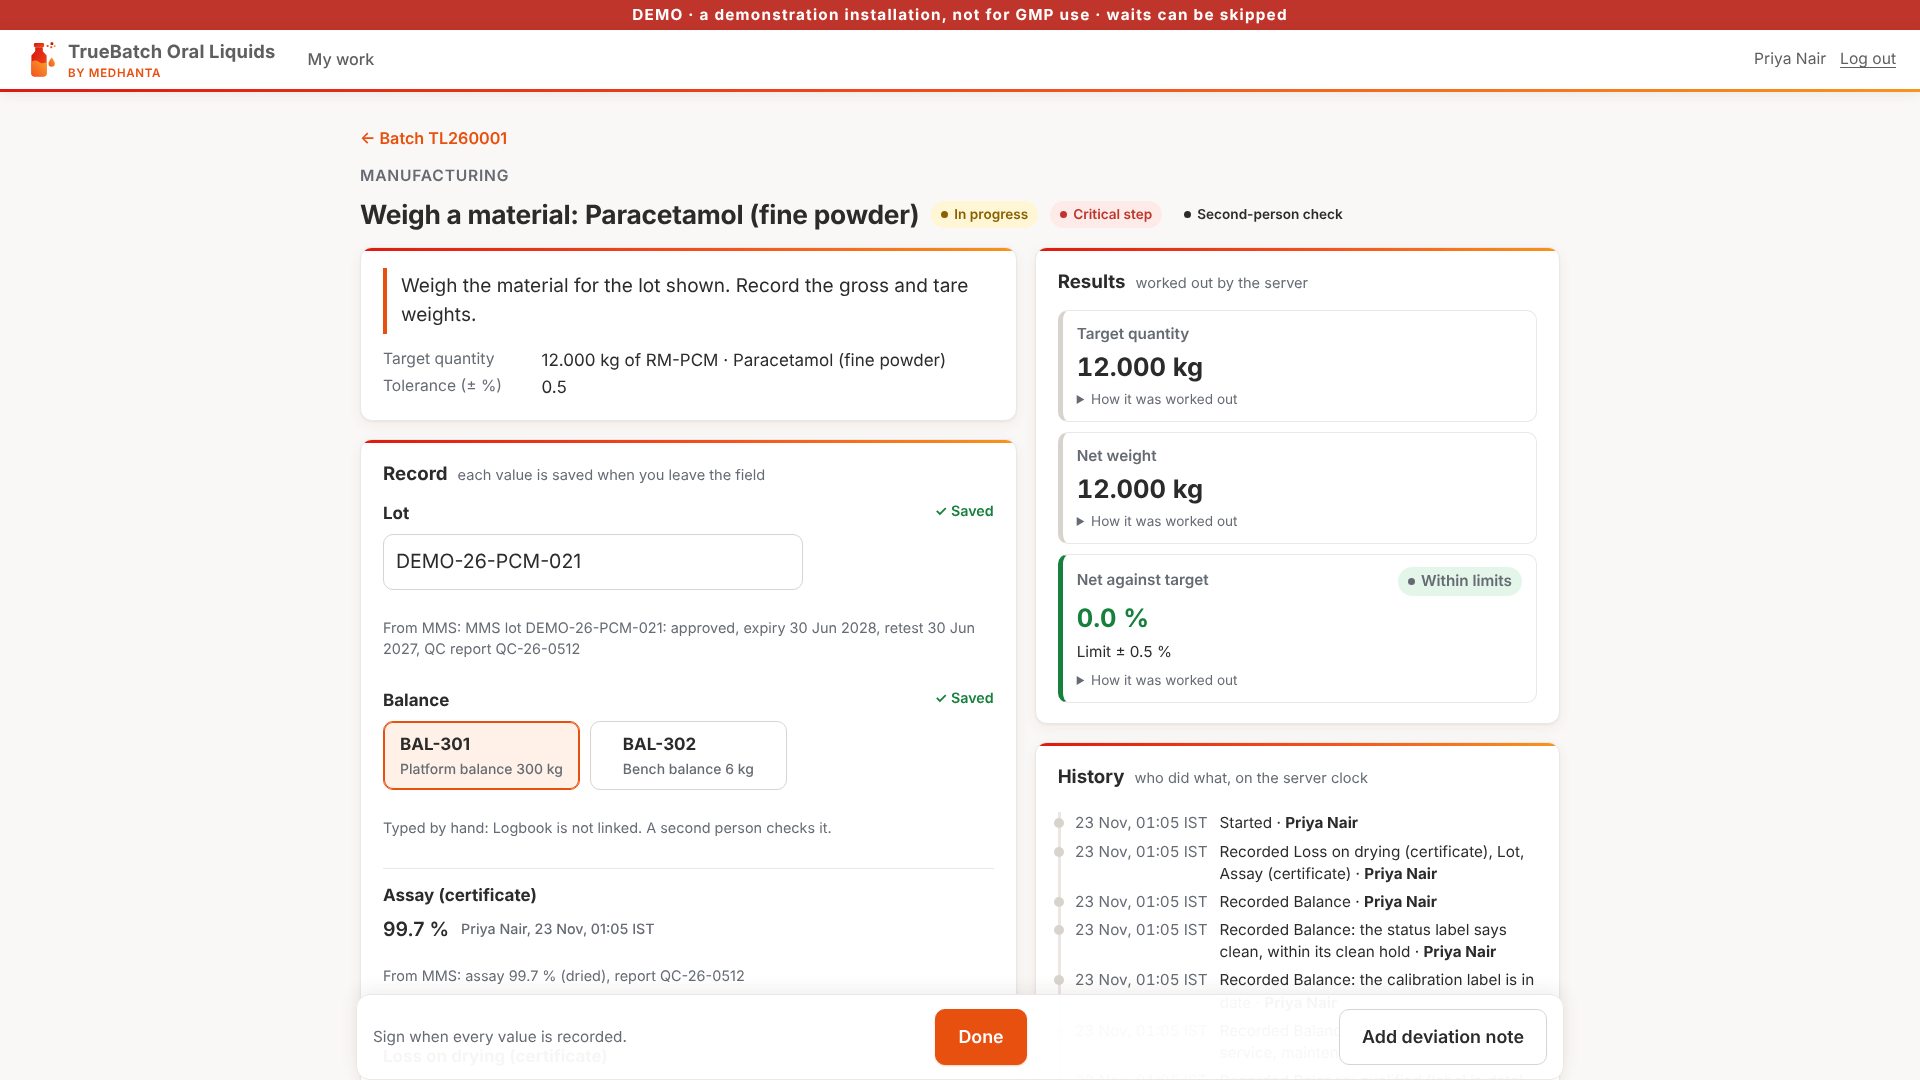 DEMO · a demonstration installation, not for GMP use · waits can be skipped
TrueBatch Oral Liquids
BY MEDHANTA
My work
Priya Nair
Log out
← Batch TL260001
MANUFACTURING
Weigh a material: Paracetamol (fine powder)
In progress
Critical step
Second-person check
Weigh the material for the lot shown. Record the gross and tare
weights.
Target quantity
12.000 kg of RM-PCM · Paracetamol (fine powder)
Tolerance (± %)
0.5
Record each value is saved when you leave the field
Lot
✓ Saved
DEMO-26-PCM-021
From MMS: MMS lot DEMO-26-PCM-021: approved, expiry 30 Jun 2028, retest 30 Jun
2027, QC report QC-26-0512
Balance
✓ Saved
BAL-301
Platform balance 300 kg
BAL-302
Bench balance 6 kg
Typed by hand: Logbook is not linked. A second person checks it.
Assay (certificate)
99.7 % Priya Nair, 23 Nov, 01:05 IST
From MMS: assay 99.7 % (dried), report QC-26-0512
Loss on drying (certificate)
Sign when every value is recorded.
Done
Add deviation note
Results worked out by the server
Target quantity
12.000 kg
How it was worked out
Net weight
12.000 kg
How it was worked out
Net against target
Within limits
0.0 %
Limit ± 0.5 %
How it was worked out
History who did what, on the server clock
23 Nov, 01:05 IST Started · Priya Nair
23 Nov, 01:05 IST Recorded Loss on drying (certificate), Lot,
Assay (certificate) · Priya Nair
23 Nov, 01:05 IST Recorded Balance · Priya Nair
23 Nov, 01:05 IST Recorded Balance: the status label says
clean, within its clean hold · Priya Nair
23 Nov, 01:05 IST Recorded Balance: the calibration label is in
date · Priya Nair
23 Nov, 01:05 IST Recorded
service,